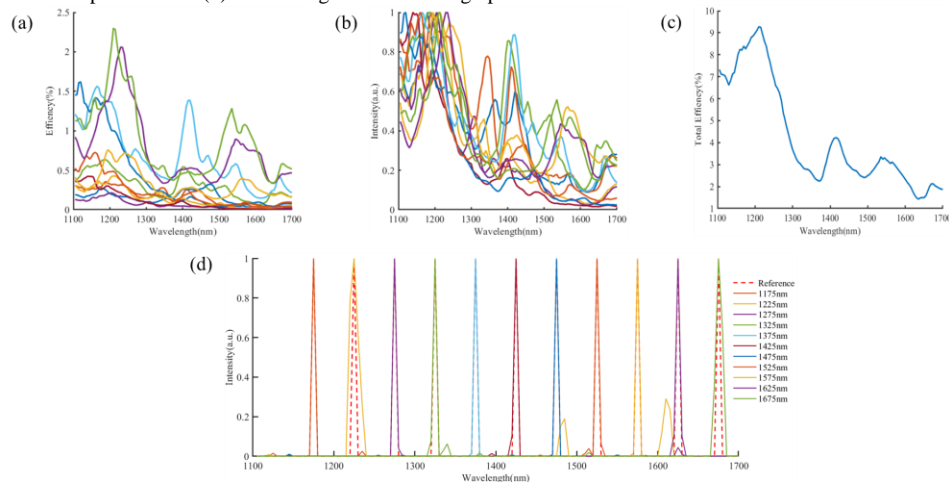 (a)
2.5
2
1.5
1
0.5
0
Effiency(%)
1100 1200 1300 1400 1500 1600 1700
Wavelength(nm)
(b)
1
0.8
0.6
0.4
0.2
0
Intensity(a.u.)
1100 1200 1300 1400 1500 1600 1700
Wavelength(nm)
(c)
10
9
8
7
6
5
4
3
2
1
Total Effiency(%)
1100 1200 1300 1400 1500 1600 1700
Wavelength(nm)
(d)
1
0.8
0.6
0.4
0.2
0
Intensity(a.u.)
1100 1200 1300 1400 1500 1600 1700
Wavelength(nm)
Reference
1175nm
1225nm
1275nm
1325nm
1375nm
1425nm
1475nm
1525nm
1575nm
1625nm
1675nm